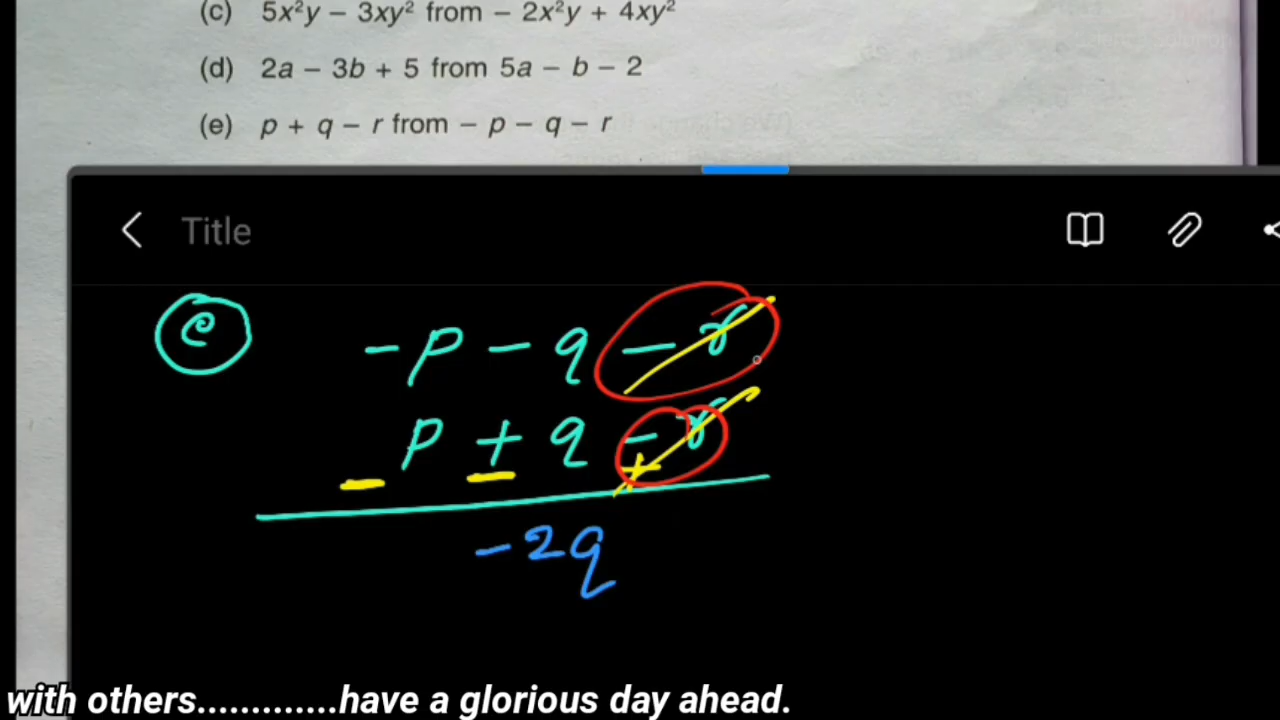 (c) 5x²y − 3xy² from − 2x²y + 4xy²
(d) 2a − 3b + 5 from 5a − b − 2
(e) p + q − r from − p − q − r
Title
e −p − q − r
p + q − r
− − +
−2q
with others.............have a glorious day ahead.